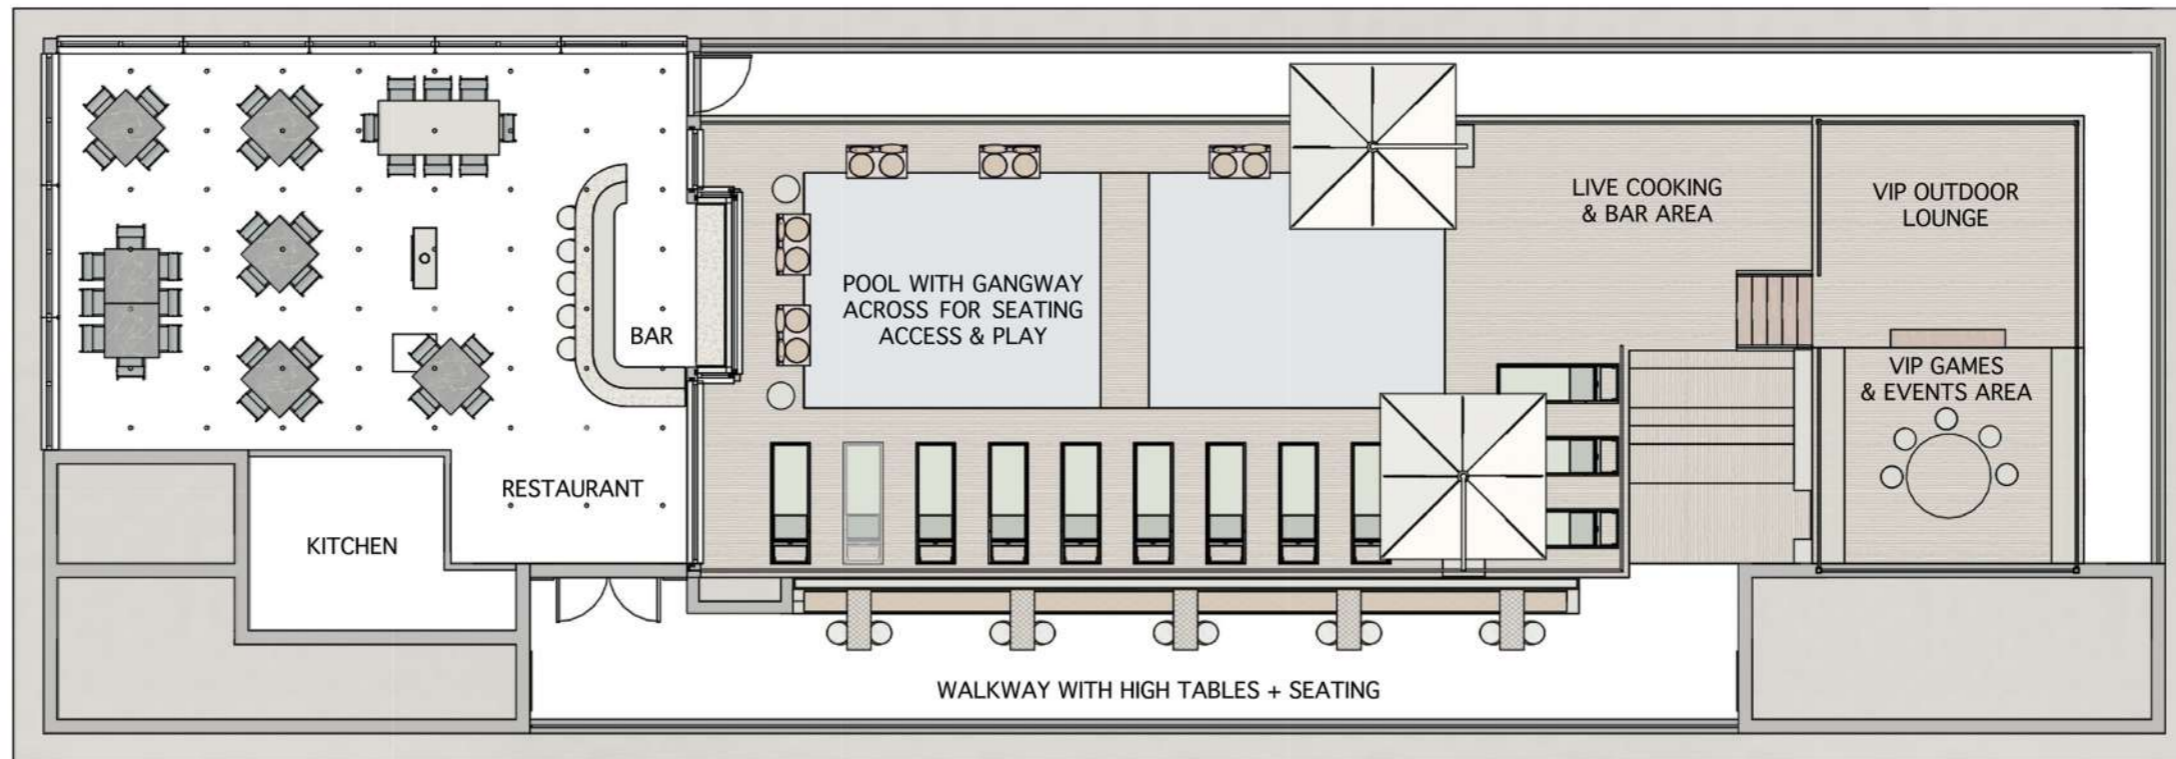 LIVE COOKING
& BAR AREA
VIP OUTDOOR
LOUNGE
POOL WITH GANGWAY
ACROSS FOR SEATING
ACCESS & PLAY
BAR
VIP GAMES
& EVENTS AREA
RESTAURANT
KITCHEN
WALKWAY WITH HIGH TABLES + SEATING